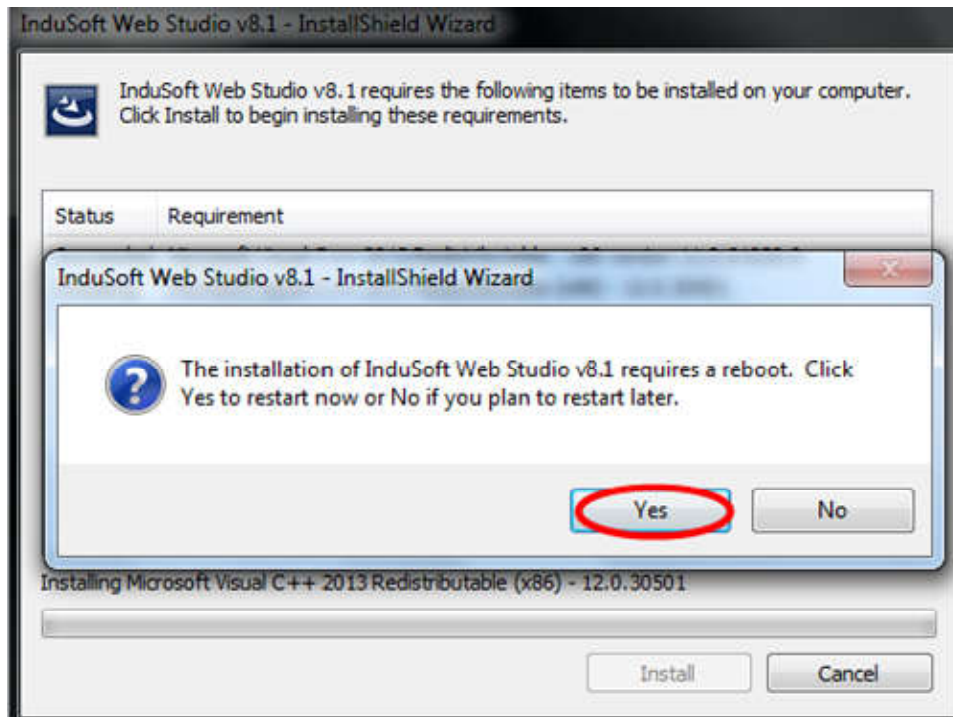 InduSoft Web Studio v8.1 - InstallShield Wizard
InduSoft Web Studio v8.1 requires the following items to be installed on your computer.
Click Install to begin installing these requirements.
Status Requirement
InduSoft Web Studio v8.1 - InstallShield Wizard
The installation of InduSoft Web Studio v8.1 requires a reboot. Click
Yes to restart now or No if you plan to restart later.
Yes No
Installing Microsoft Visual C++ 2013 Redistributable (x86) - 12.0.30501
Install Cancel